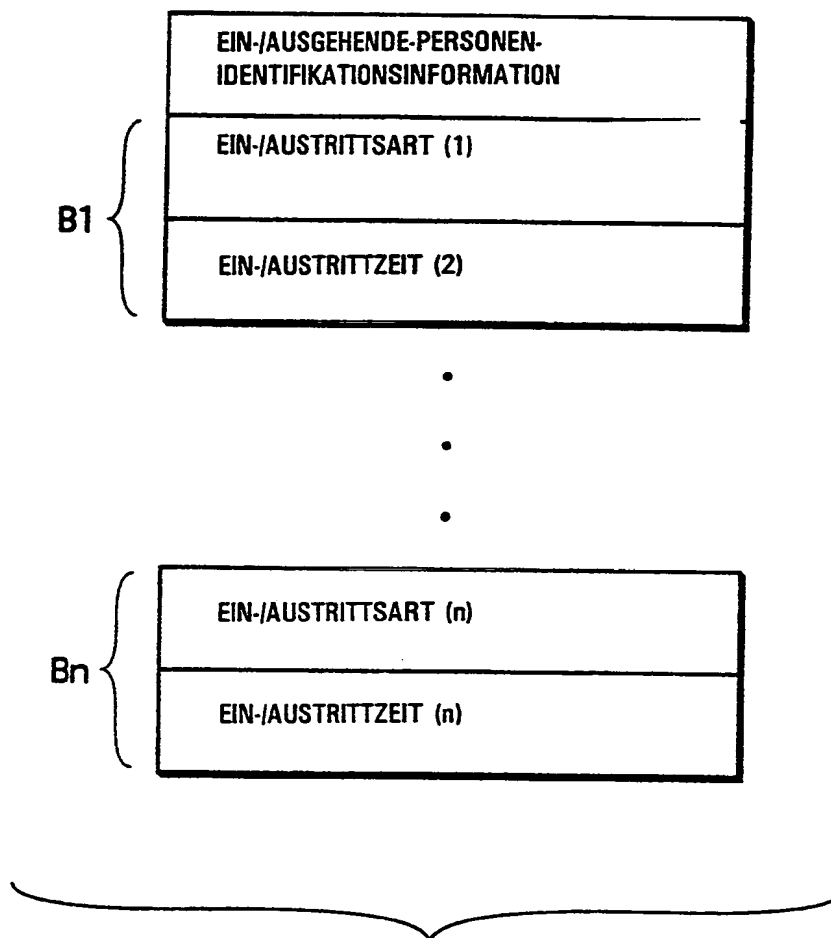 EIN-/AUSGEHENDE-PERSONEN-
IDENTIFIKATIONSINFORMATION
EIN-/AUSTRITTSART (1)
B1
EIN-/AUSTRITTZEIT (2)
EIN-/AUSTRITTSART (n)
Bn
EIN-/AUSTRITTZEIT (n)